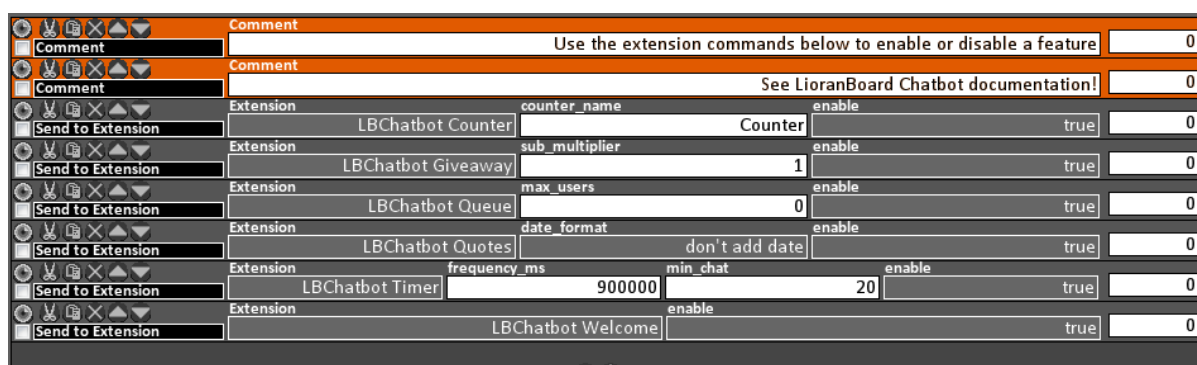 Comment
Comment Use the extension commands below to enable or disable a feature 0
Comment
Comment See LioranBoard Chatbot documentation! 0
Extension counter_name enable
Send to Extension LBChatbot Counter Counter true 0
Extension sub_multiplier enable
Send to Extension LBChatbot Giveaway 1 true 0
Extension max_users enable
Send to Extension LBChatbot Queue 0 true 0
Extension date_format enable
Send to Extension LBChatbot Quotes don't add date true 0
Extension frequency_ms min_chat enable
Send to Extension LBChatbot Timer 900000 20 true 0
Extension enable
Send to Extension LBChatbot Welcome true 0